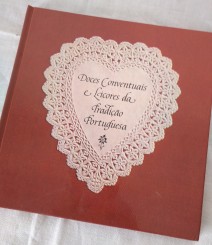 Doces Conventuais
e Licores da
Tradição
Portuguesa